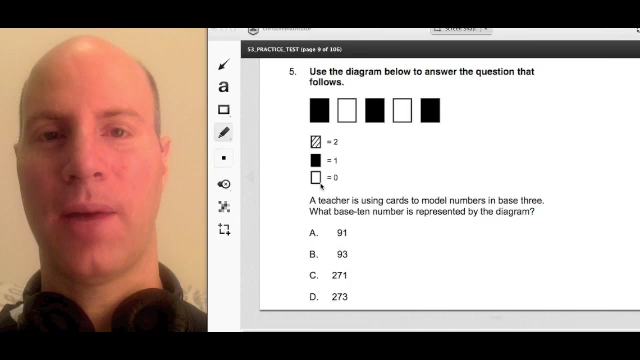 53_PRACTICE_TEST (page 9 of 106)
a
5. Use the diagram below to answer the question that
follows.
= 2
= 1
= 0
A teacher is using cards to model numbers in base three.
What base-ten number is represented by the diagram?
A. 91
B. 93
C. 271
D. 273